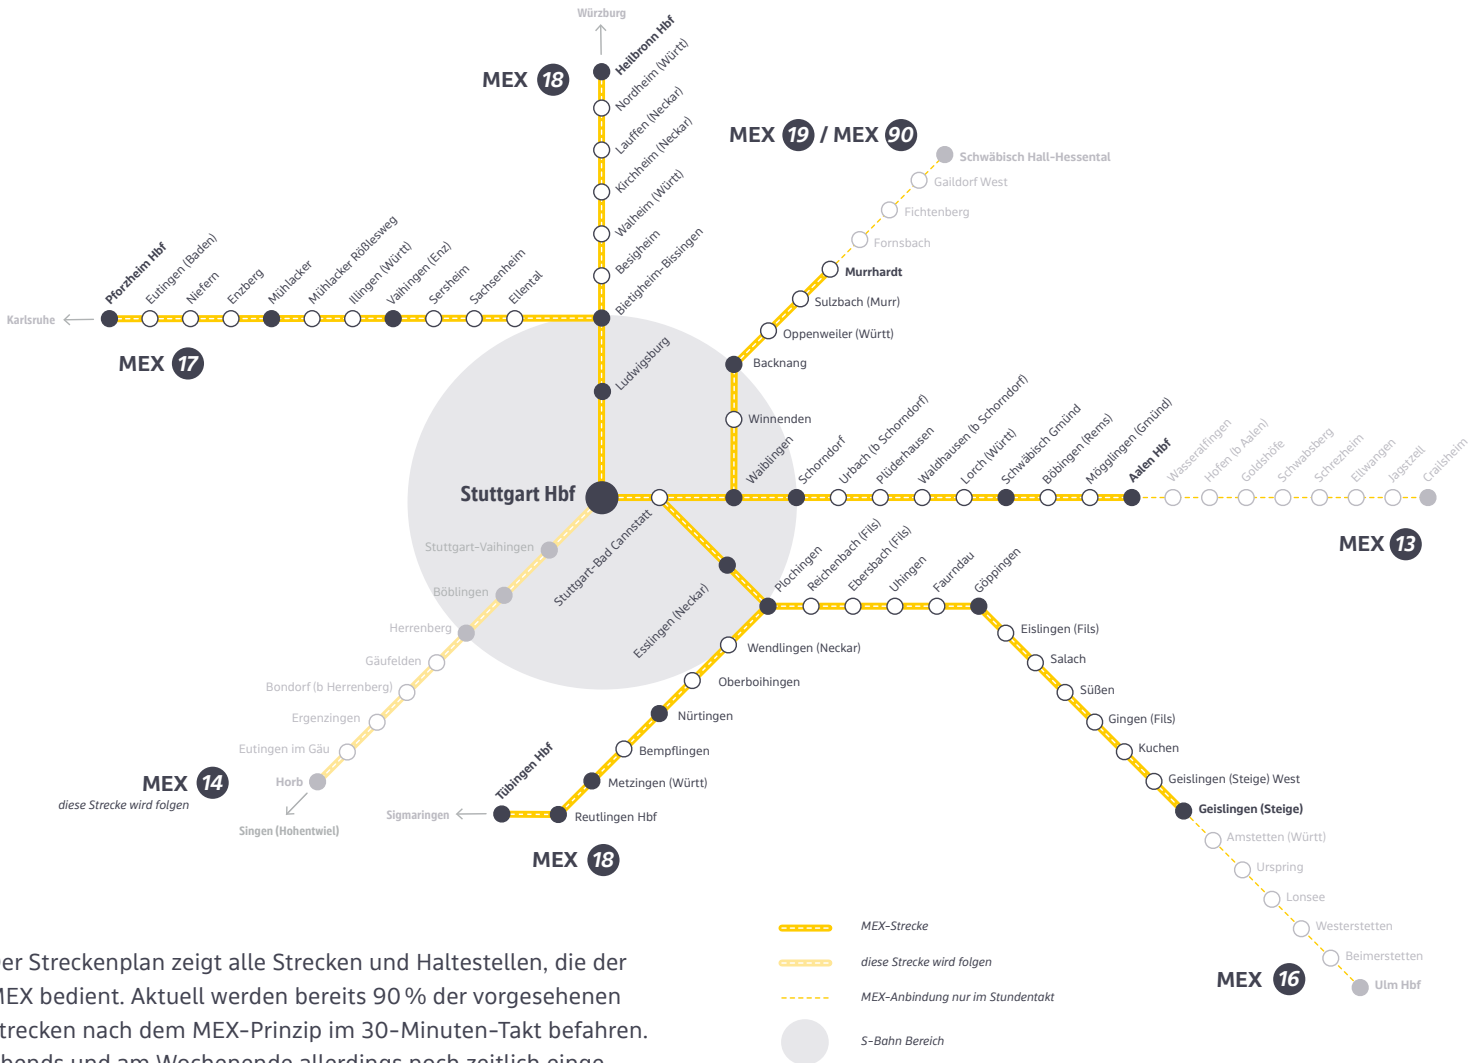 Würzburg
Heilbronn Hbf
Nordheim (Württ)
Lauffen (Neckar)
Kirchheim (Neckar)
Walheim (Württ)
Besigheim
Bietigheim-Bissingen
MEX 18
MEX 19 / MEX 90
Schwäbisch Hall-Hessental
Gaildorf West
Fichtenberg
Fornsbach
Murrhardt
Sulzbach (Murr)
Oppenweiler (Württ)
Backnang
Winnenden
Karlsruhe
Pforzheim Hbf
Eutingen (Baden)
Niefern
Enzberg
Mühlacker
Mühlacker Rößlesweg
Illingen (Württ)
Vaihingen (Enz)
Sersheim
Sachsenheim
Ellental
MEX 17
Ludwigsburg
Stuttgart Hbf
Stuttgart-Bad Cannstatt
Waiblingen
Schorndorf
Urbach (b Schorndorf)
Plüderhausen
Waldhausen (b Schorndorf)
Lorch (Württ)
Schwäbisch Gmünd
Böbingen (Rems)
Mögglingen (Gmünd)
Aalen Hbf
Wasseralfingen
Hofen (b Aalen)
Goldshöfe
Schwabsberg
Schrezheim
Ellwangen
Jagstzell
Crailsheim
MEX 13
Stuttgart-Vaihingen
Böblingen
Herrenberg
Gäufelden
Bondorf (b Herrenberg)
Ergenzingen
Eutingen im Gäu
Horb
Singen (Hohentwiel)
MEX 14
diese Strecke wird folgen
Esslingen (Neckar)
Plochingen
Reichenbach (Fils)
Ebersbach (Fils)
Uhingen
Faurndau
Göppingen
Eislingen (Fils)
Salach
Süßen
Gingen (Fils)
Kuchen
Geislingen (Steige) West
Geislingen (Steige)
Amstetten (Württ)
Urspring
Lonsee
Westerstetten
Beimerstetten
Ulm Hbf
MEX 16
Wendlingen (Neckar)
Oberboihingen
Nürtingen
Bempflingen
Metzingen (Württ)
Reutlingen Hbf
Tübingen Hbf
Sigmaringen
MEX 18
MEX-Strecke
diese Strecke wird folgen
MEX-Anbindung nur im Stundentakt
S-Bahn Bereich
er Streckenplan zeigt alle Strecken und Haltestellen, die der
MEX bedient. Aktuell werden bereits 90 % der vorgesehenen
trecken nach dem MEX-Prinzip im 30-Minuten-Takt befahren.
bends und am Wochenende allerdings noch zeitlich einge